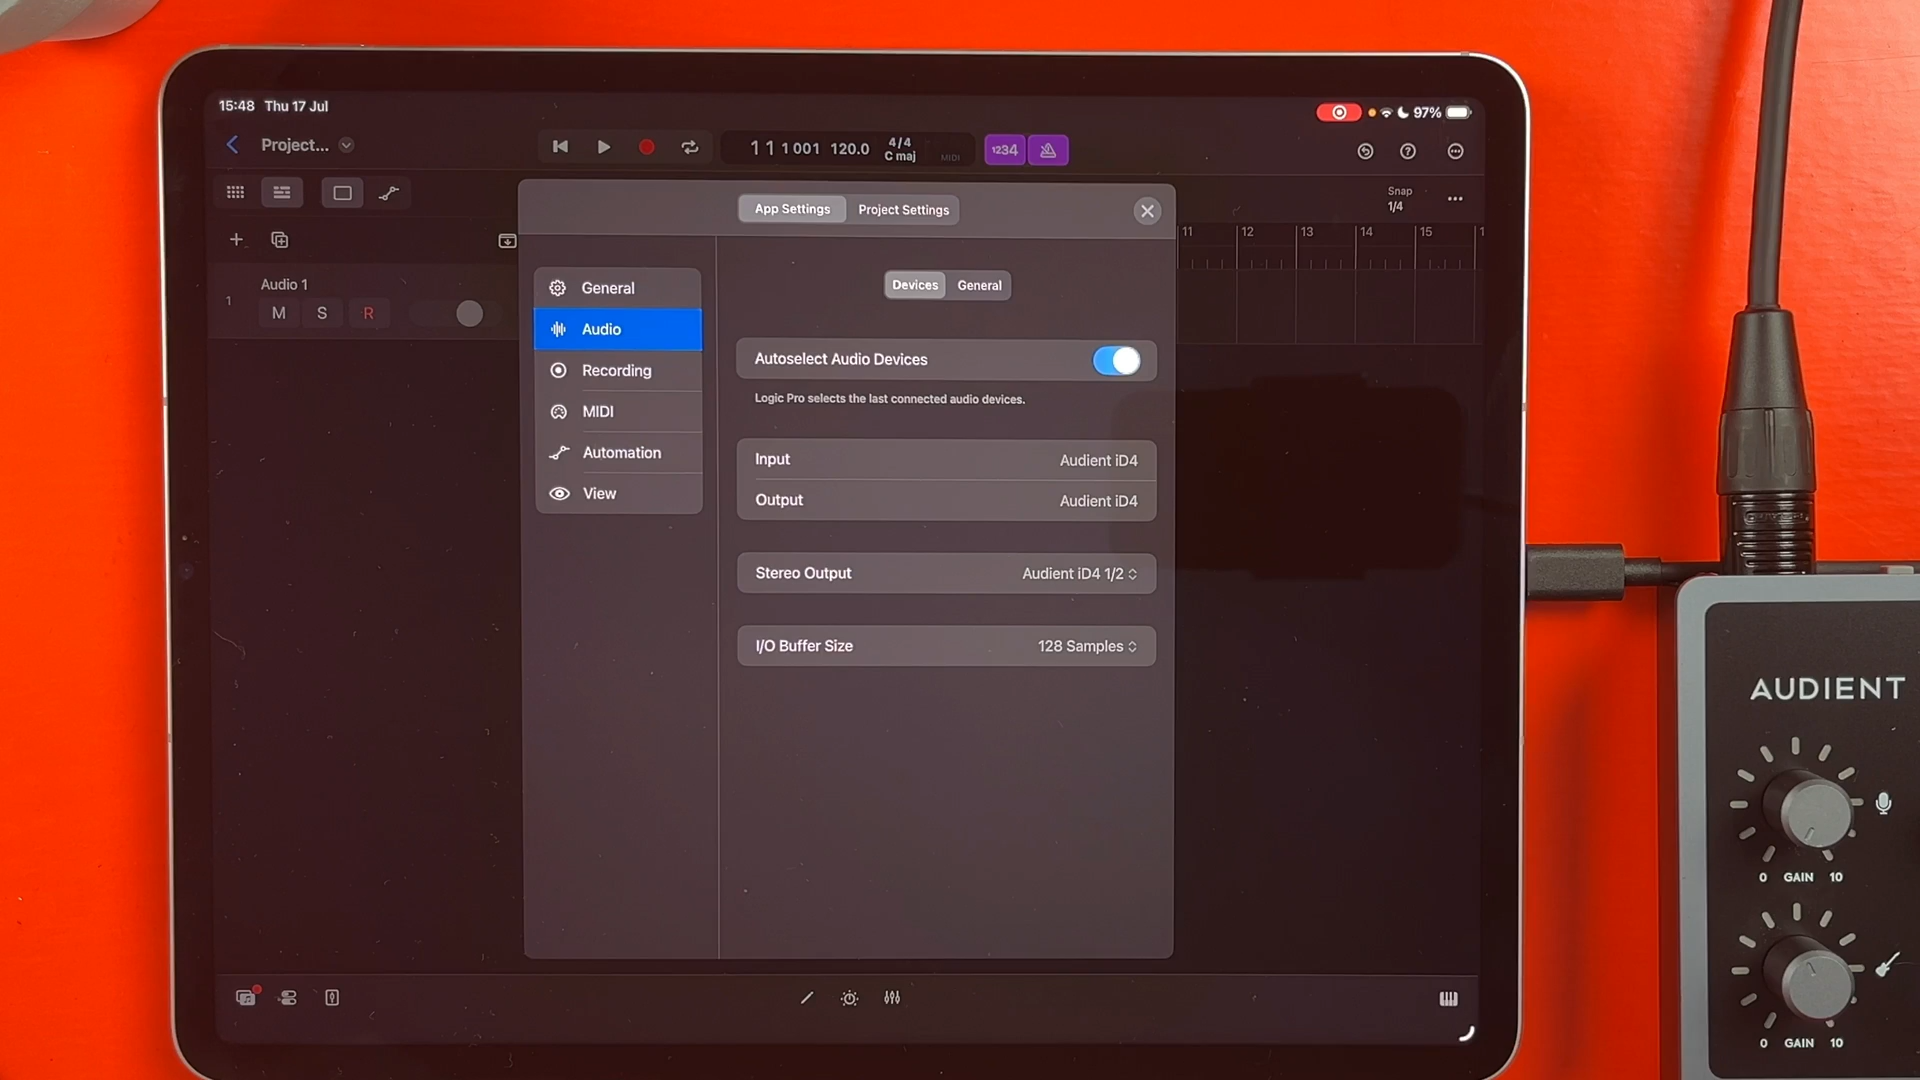 15:48 Thu 17 Jul
97%
Project...
1 1 1 001 120.0 4/4 C maj MIDI
1234
Snap 1/4
App Settings Project Settings
11 12 13 14 15 1
1 Audio 1
M S R
General
Audio
Recording
MIDI
Automation
View
Devices General
Autoselect Audio Devices
Logic Pro selects the last connected audio devices.
Input Audient iD4
Output Audient iD4
Stereo Output Audient iD4 1/2
I/O Buffer Size 128 Samples
AUDIENT
0 GAIN 10
0 GAIN 10